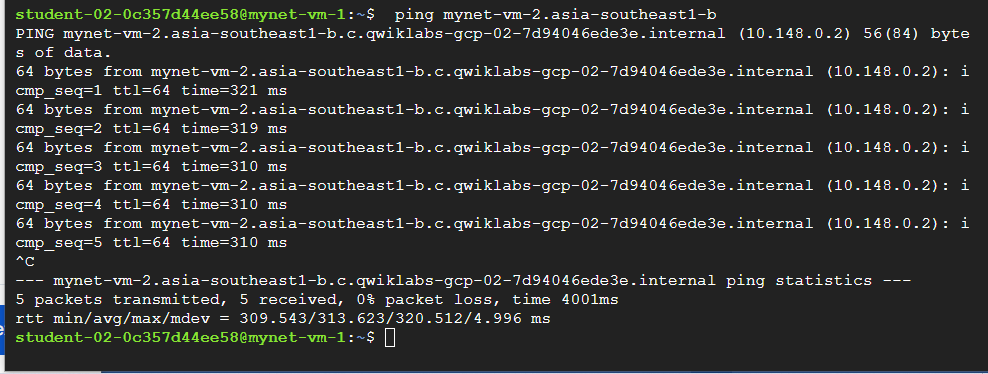 student-02-0c357d44ee58@mynet-vm-1:~$  ping mynet-vm-2.asia-southeast1-b
PING mynet-vm-2.asia-southeast1-b.c.qwiklabs-gcp-02-7d94046ede3e.internal (10.148.0.2) 56(84) byte
s of data.
64 bytes from mynet-vm-2.asia-southeast1-b.c.qwiklabs-gcp-02-7d94046ede3e.internal (10.148.0.2): i
cmp_seq=1 ttl=64 time=321 ms
64 bytes from mynet-vm-2.asia-southeast1-b.c.qwiklabs-gcp-02-7d94046ede3e.internal (10.148.0.2): i
cmp_seq=2 ttl=64 time=319 ms
64 bytes from mynet-vm-2.asia-southeast1-b.c.qwiklabs-gcp-02-7d94046ede3e.internal (10.148.0.2): i
cmp_seq=3 ttl=64 time=310 ms
64 bytes from mynet-vm-2.asia-southeast1-b.c.qwiklabs-gcp-02-7d94046ede3e.internal (10.148.0.2): i
cmp_seq=4 ttl=64 time=310 ms
64 bytes from mynet-vm-2.asia-southeast1-b.c.qwiklabs-gcp-02-7d94046ede3e.internal (10.148.0.2): i
cmp_seq=5 ttl=64 time=310 ms
^C
--- mynet-vm-2.asia-southeast1-b.c.qwiklabs-gcp-02-7d94046ede3e.internal ping statistics ---
5 packets transmitted, 5 received, 0% packet loss, time 4001ms
rtt min/avg/max/mdev = 309.543/313.623/320.512/4.996 ms
student-02-0c357d44ee58@mynet-vm-1:~$